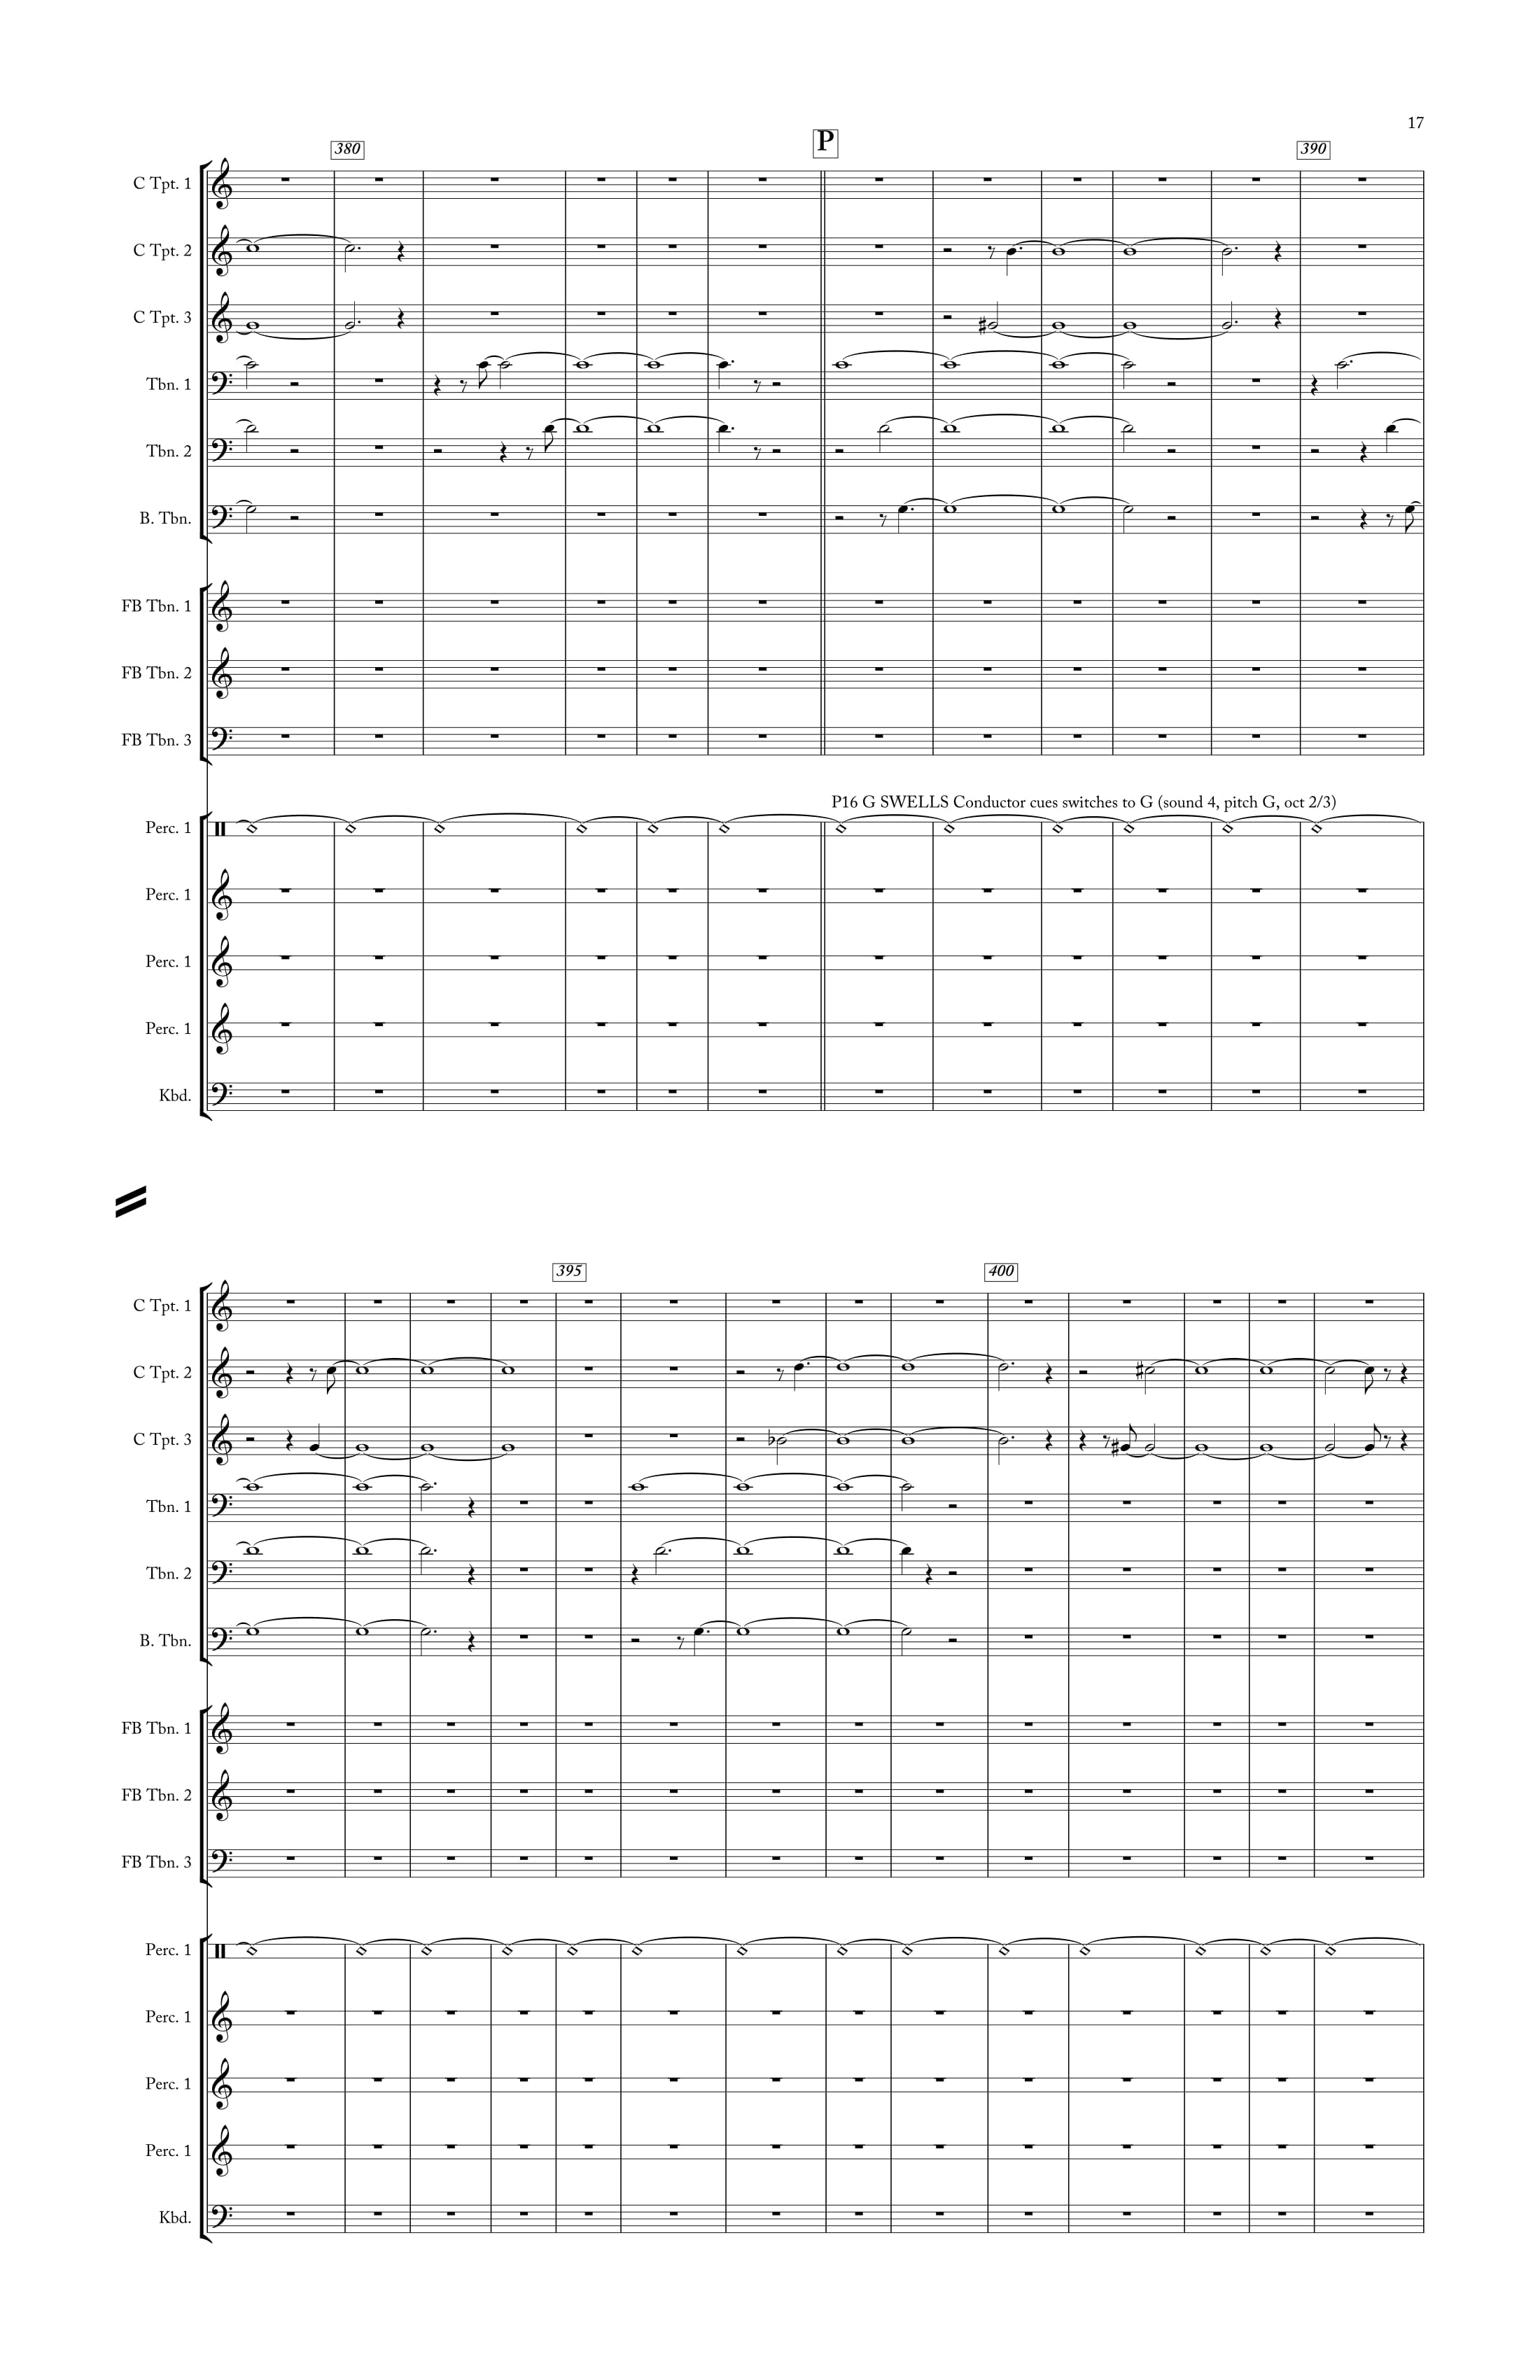 17
380
P
390
C Tpt. 1
C Tpt. 2
C Tpt. 3
Tbn. 1
Tbn. 2
B. Tbn.
FB Tbn. 1
FB Tbn. 2
FB Tbn. 3
P16 G SWELLS Conductor cues switches to G (sound 4, pitch G, oct 2/3)
Perc. 1
Perc. 1
Perc. 1
Perc. 1
Kbd.
395
400
C Tpt. 1
C Tpt. 2
C Tpt. 3
Tbn. 1
Tbn. 2
B. Tbn.
FB Tbn. 1
FB Tbn. 2
FB Tbn. 3
Perc. 1
Perc. 1
Perc. 1
Perc. 1
Kbd.